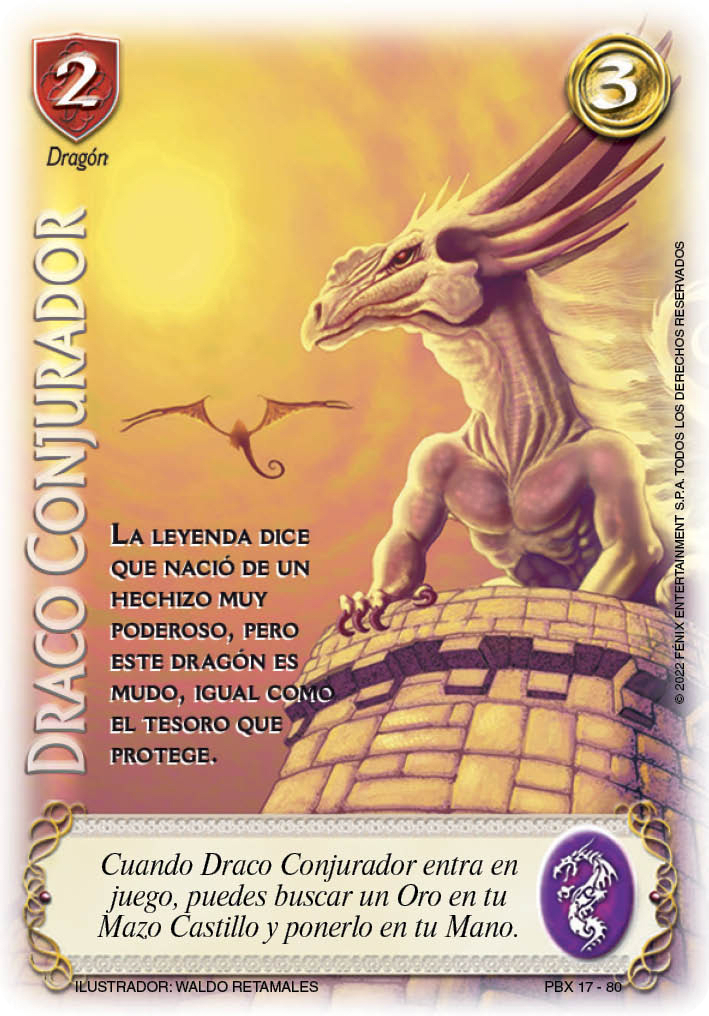 2
3
Dragón
DRACO CONJURADOR
LA LEYENDA DICE
QUE NACIÓ DE UN
HECHIZO MUY
PODEROSO, PERO
ESTE DRAGÓN ES
MUDO, IGUAL COMO
EL TESORO QUE
PROTEGE.
© 2022 FÉNIX ENTERTAINMENT S.P.A. TODOS LOS DERECHOS RESERVADOS
Cuando Draco Conjurador entra en
juego, puedes buscar un Oro en tu
Mazo Castillo y ponerlo en tu Mano.
ILUSTRADOR: WALDO RETAMALES
PBX 17 - 80